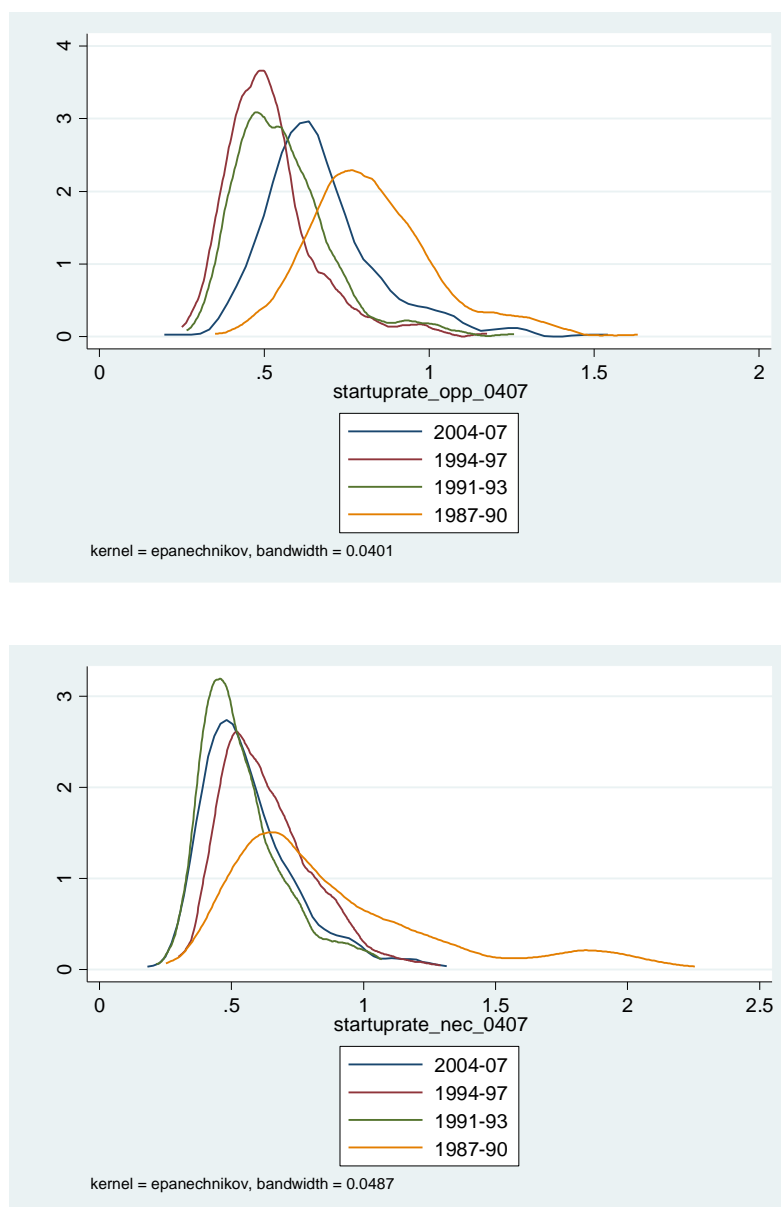 4
3
2
1
0
0 .5 1 1.5 2
startuprate_opp_0407
2004-07
1994-97
1991-93
1987-90
kernel = epanechnikov, bandwidth = 0.0401
3
2
1
0
0 .5 1 1.5 2 2.5
startuprate_nec_0407
2004-07
1994-97
1991-93
1987-90
kernel = epanechnikov, bandwidth = 0.0487